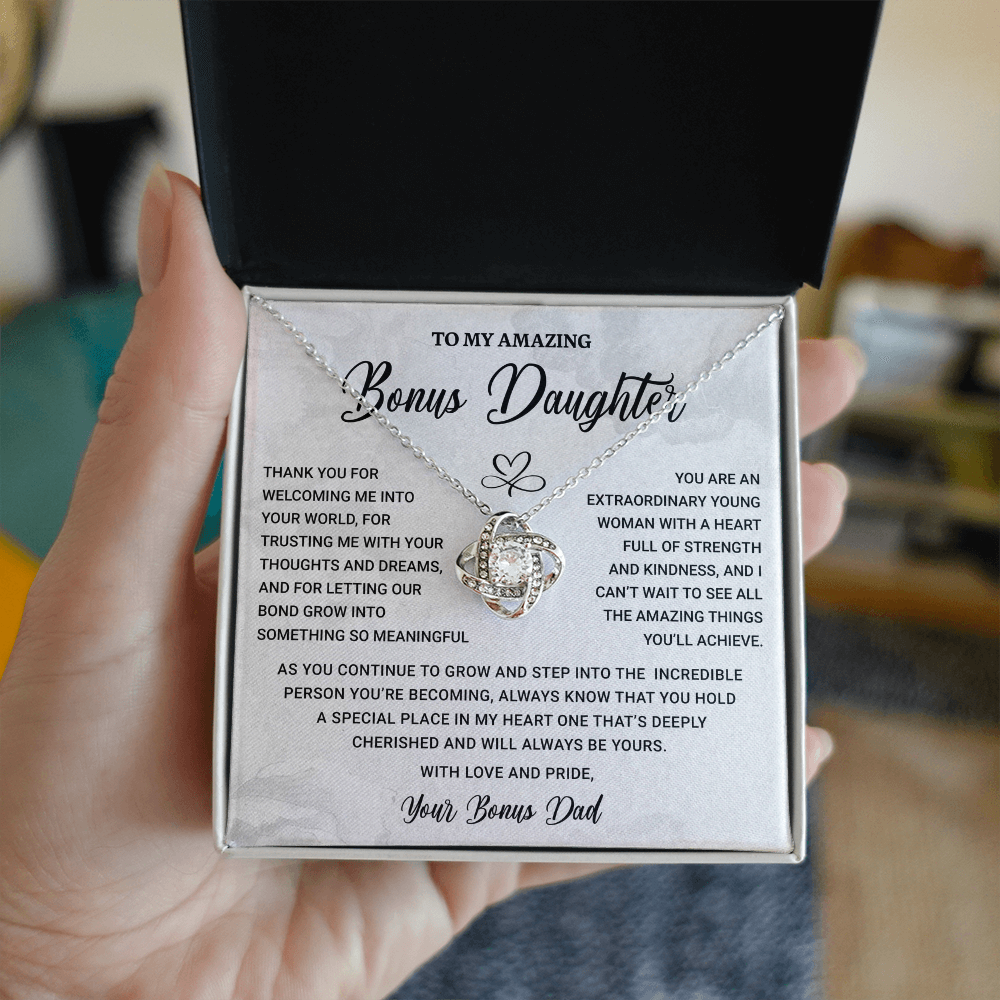 TO MY AMAZING
Bonus Daughter
THANK YOU FOR
WELCOMING ME INTO
YOUR WORLD, FOR
TRUSTING ME WITH YOUR
THOUGHTS AND DREAMS,
AND FOR LETTING OUR
BOND GROW INTO
SOMETHING SO MEANINGFUL
YOU ARE AN
EXTRAORDINARY YOUNG
WOMAN WITH A HEART
FULL OF STRENGTH
AND KINDNESS, AND I
CAN'T WAIT TO SEE ALL
THE AMAZING THINGS
YOU'LL ACHIEVE.
AS YOU CONTINUE TO GROW AND STEP INTO THE INCREDIBLE
PERSON YOU'RE BECOMING, ALWAYS KNOW THAT YOU HOLD
A SPECIAL PLACE IN MY HEART ONE THAT'S DEEPLY
CHERISHED AND WILL ALWAYS BE YOURS.
WITH LOVE AND PRIDE,
Your Bonus Dad